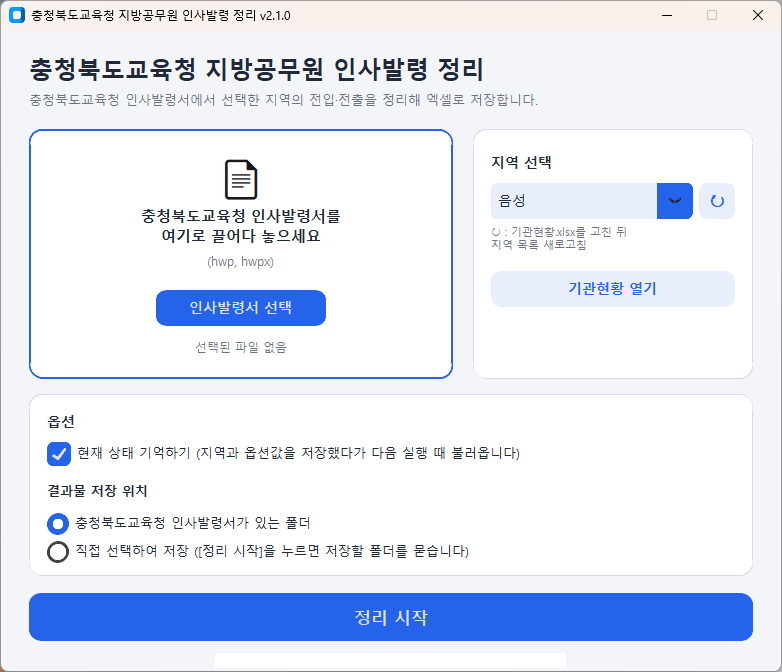 충청북도교육청 지방공무원 인사발령 정리 v2.1.0
충청북도교육청 지방공무원 인사발령 정리
충청북도교육청 인사발령서에서 선택한 지역의 전입·전출을 정리해 엑셀로 저장합니다.
충청북도교육청 인사발령서를
여기로 끌어다 놓으세요
(hwp, hwpx)
인사발령서 선택
선택된 파일 없음
지역 선택
음성
↻ : 기관현황.xlsx를 고친 뒤
지역 목록 새로고침
기관현황 열기
옵션
현재 상태 기억하기 (지역과 옵션값을 저장했다가 다음 실행 때 불러옵니다)
결과물 저장 위치
충청북도교육청 인사발령서가 있는 폴더
직접 선택하여 저장 ([정리 시작]을 누르면 저장할 폴더를 묻습니다)
정리 시작